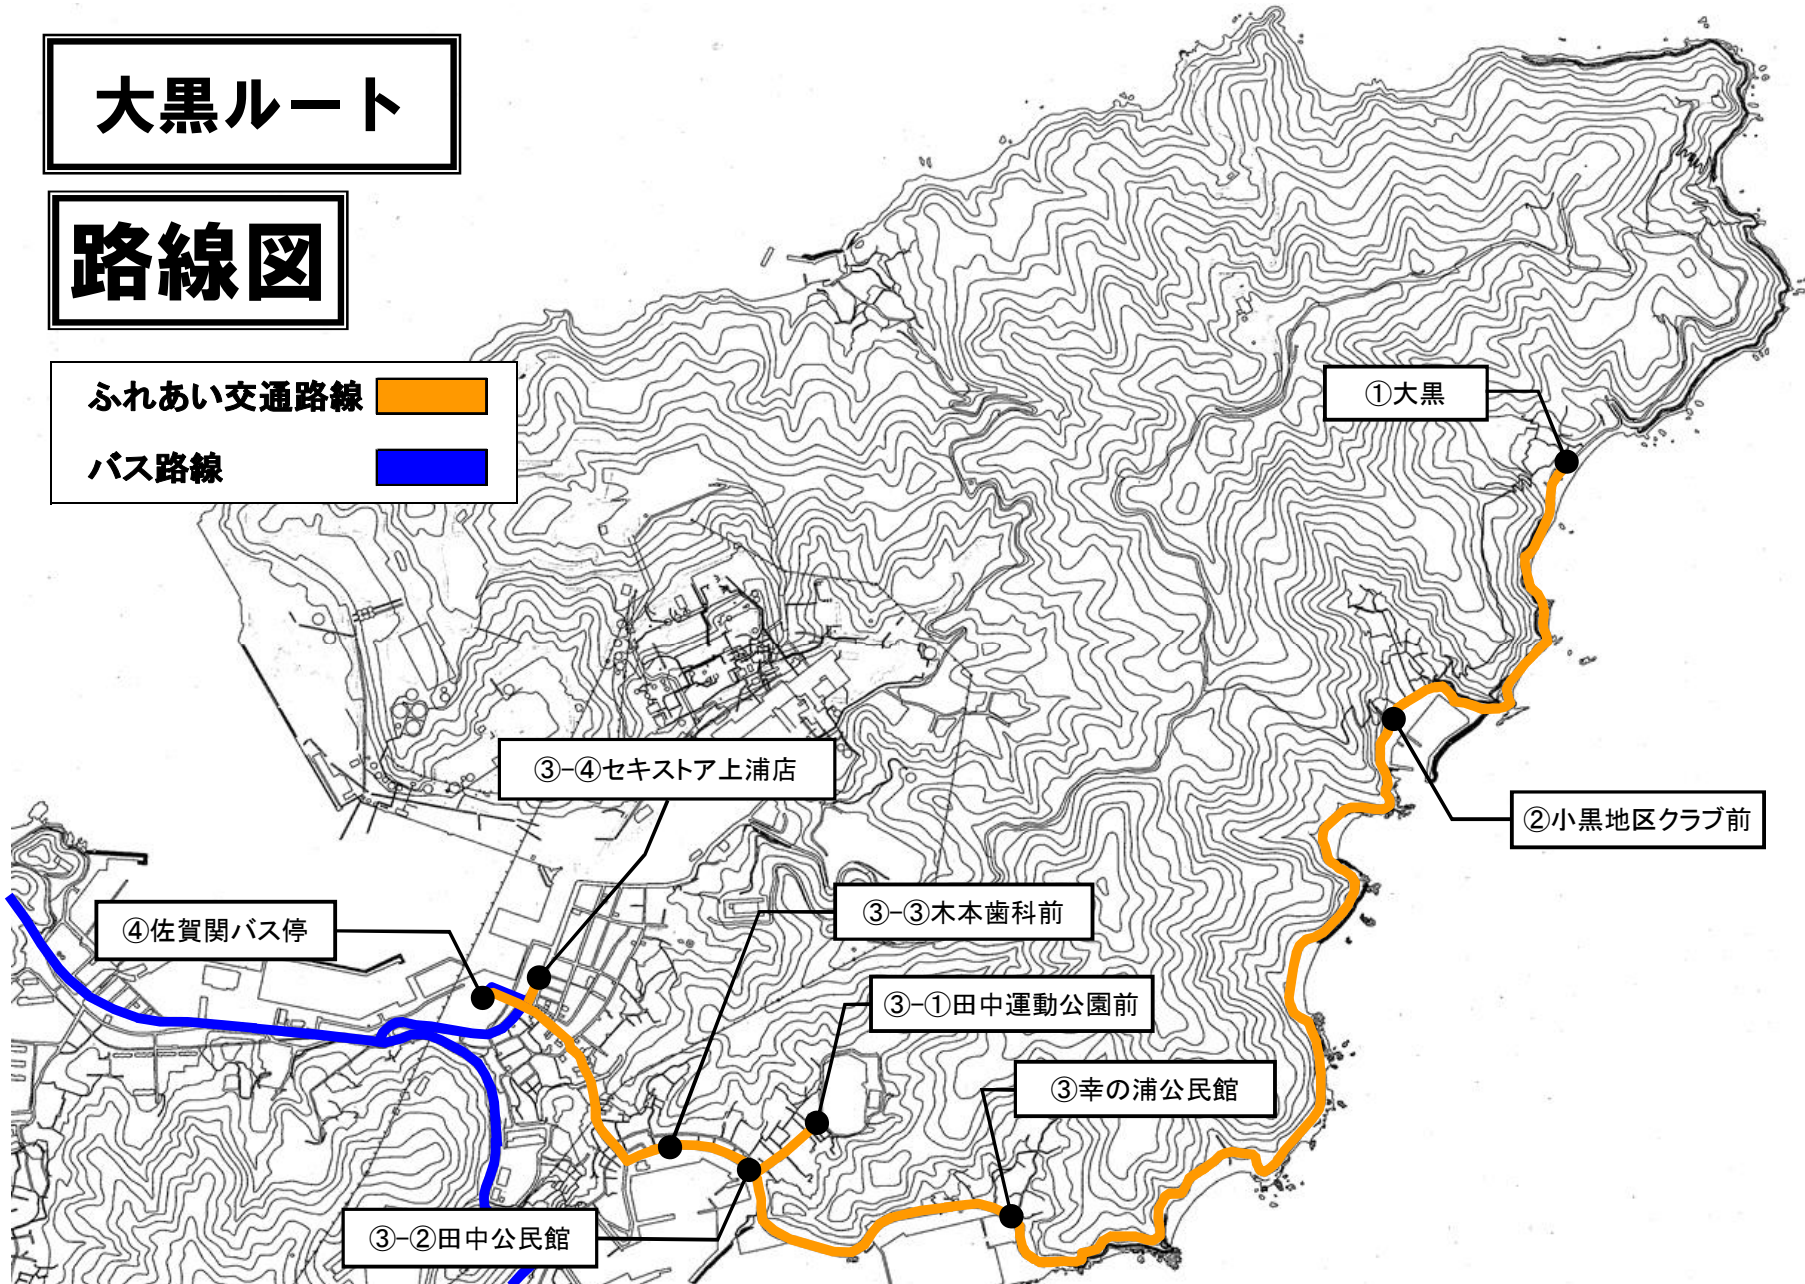 大黒ルート
路線図
ふれあい交通路線
バス路線
①大黒
②小黒地区クラブ前
③-④セキストア上浦店
③-③木本歯科前
④佐賀関バス停
③-①田中運動公園前
③幸の浦公民館
③-②田中公民館